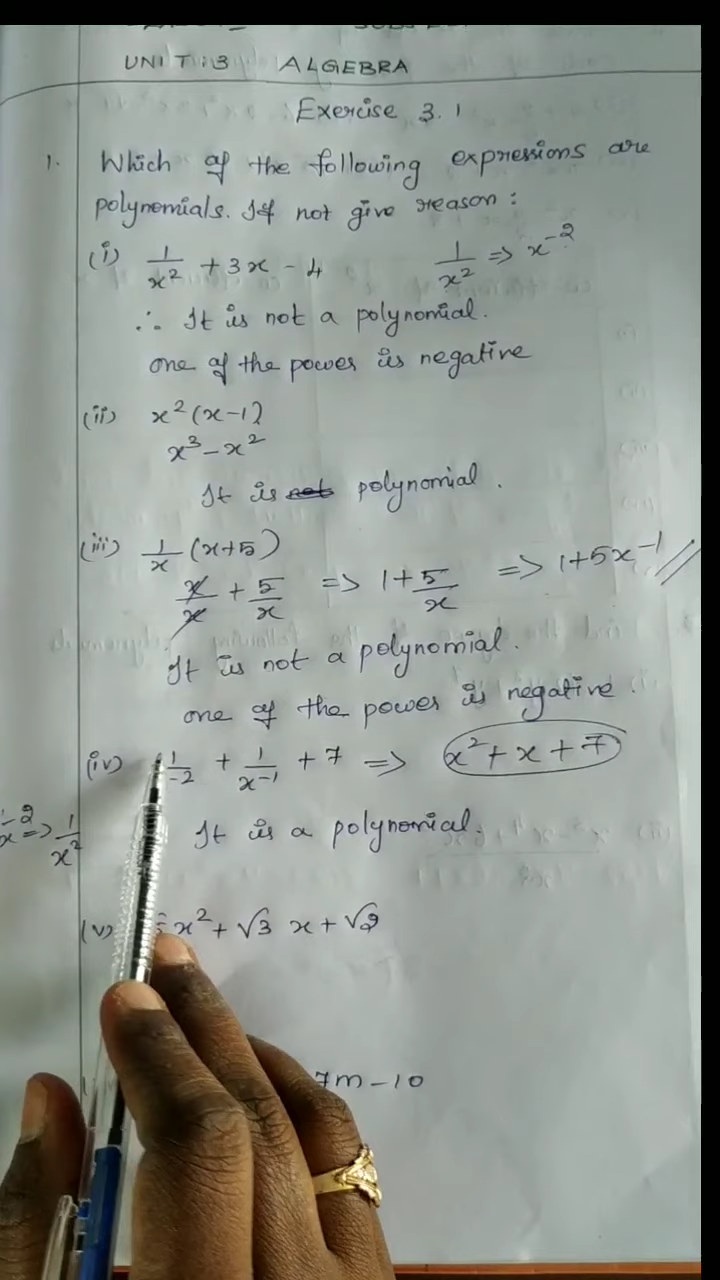 UNIT:3 ALGEBRA
Exercise 3.1
1. Which of the following expressions are
polynomials. If not give reason:
(i) 1/x² + 3x - 4 1/x² => x⁻²
∴ It is not a polynomial.
one of the power is negative
(ii) x²(x-1)
x³-x²
It is not polynomial.
(iii) 1/x (x+5)
x/x + 5/x => 1+5/x => 1+5x⁻¹//
It is not a polynomial.
one of the power is negative.
(iv) 1/-2 + 1/x⁻¹ + 7 => x²+x+7
x⁻² => 1/x²
It is a polynomial.
(v) x² + √3 x + √2
7m-10